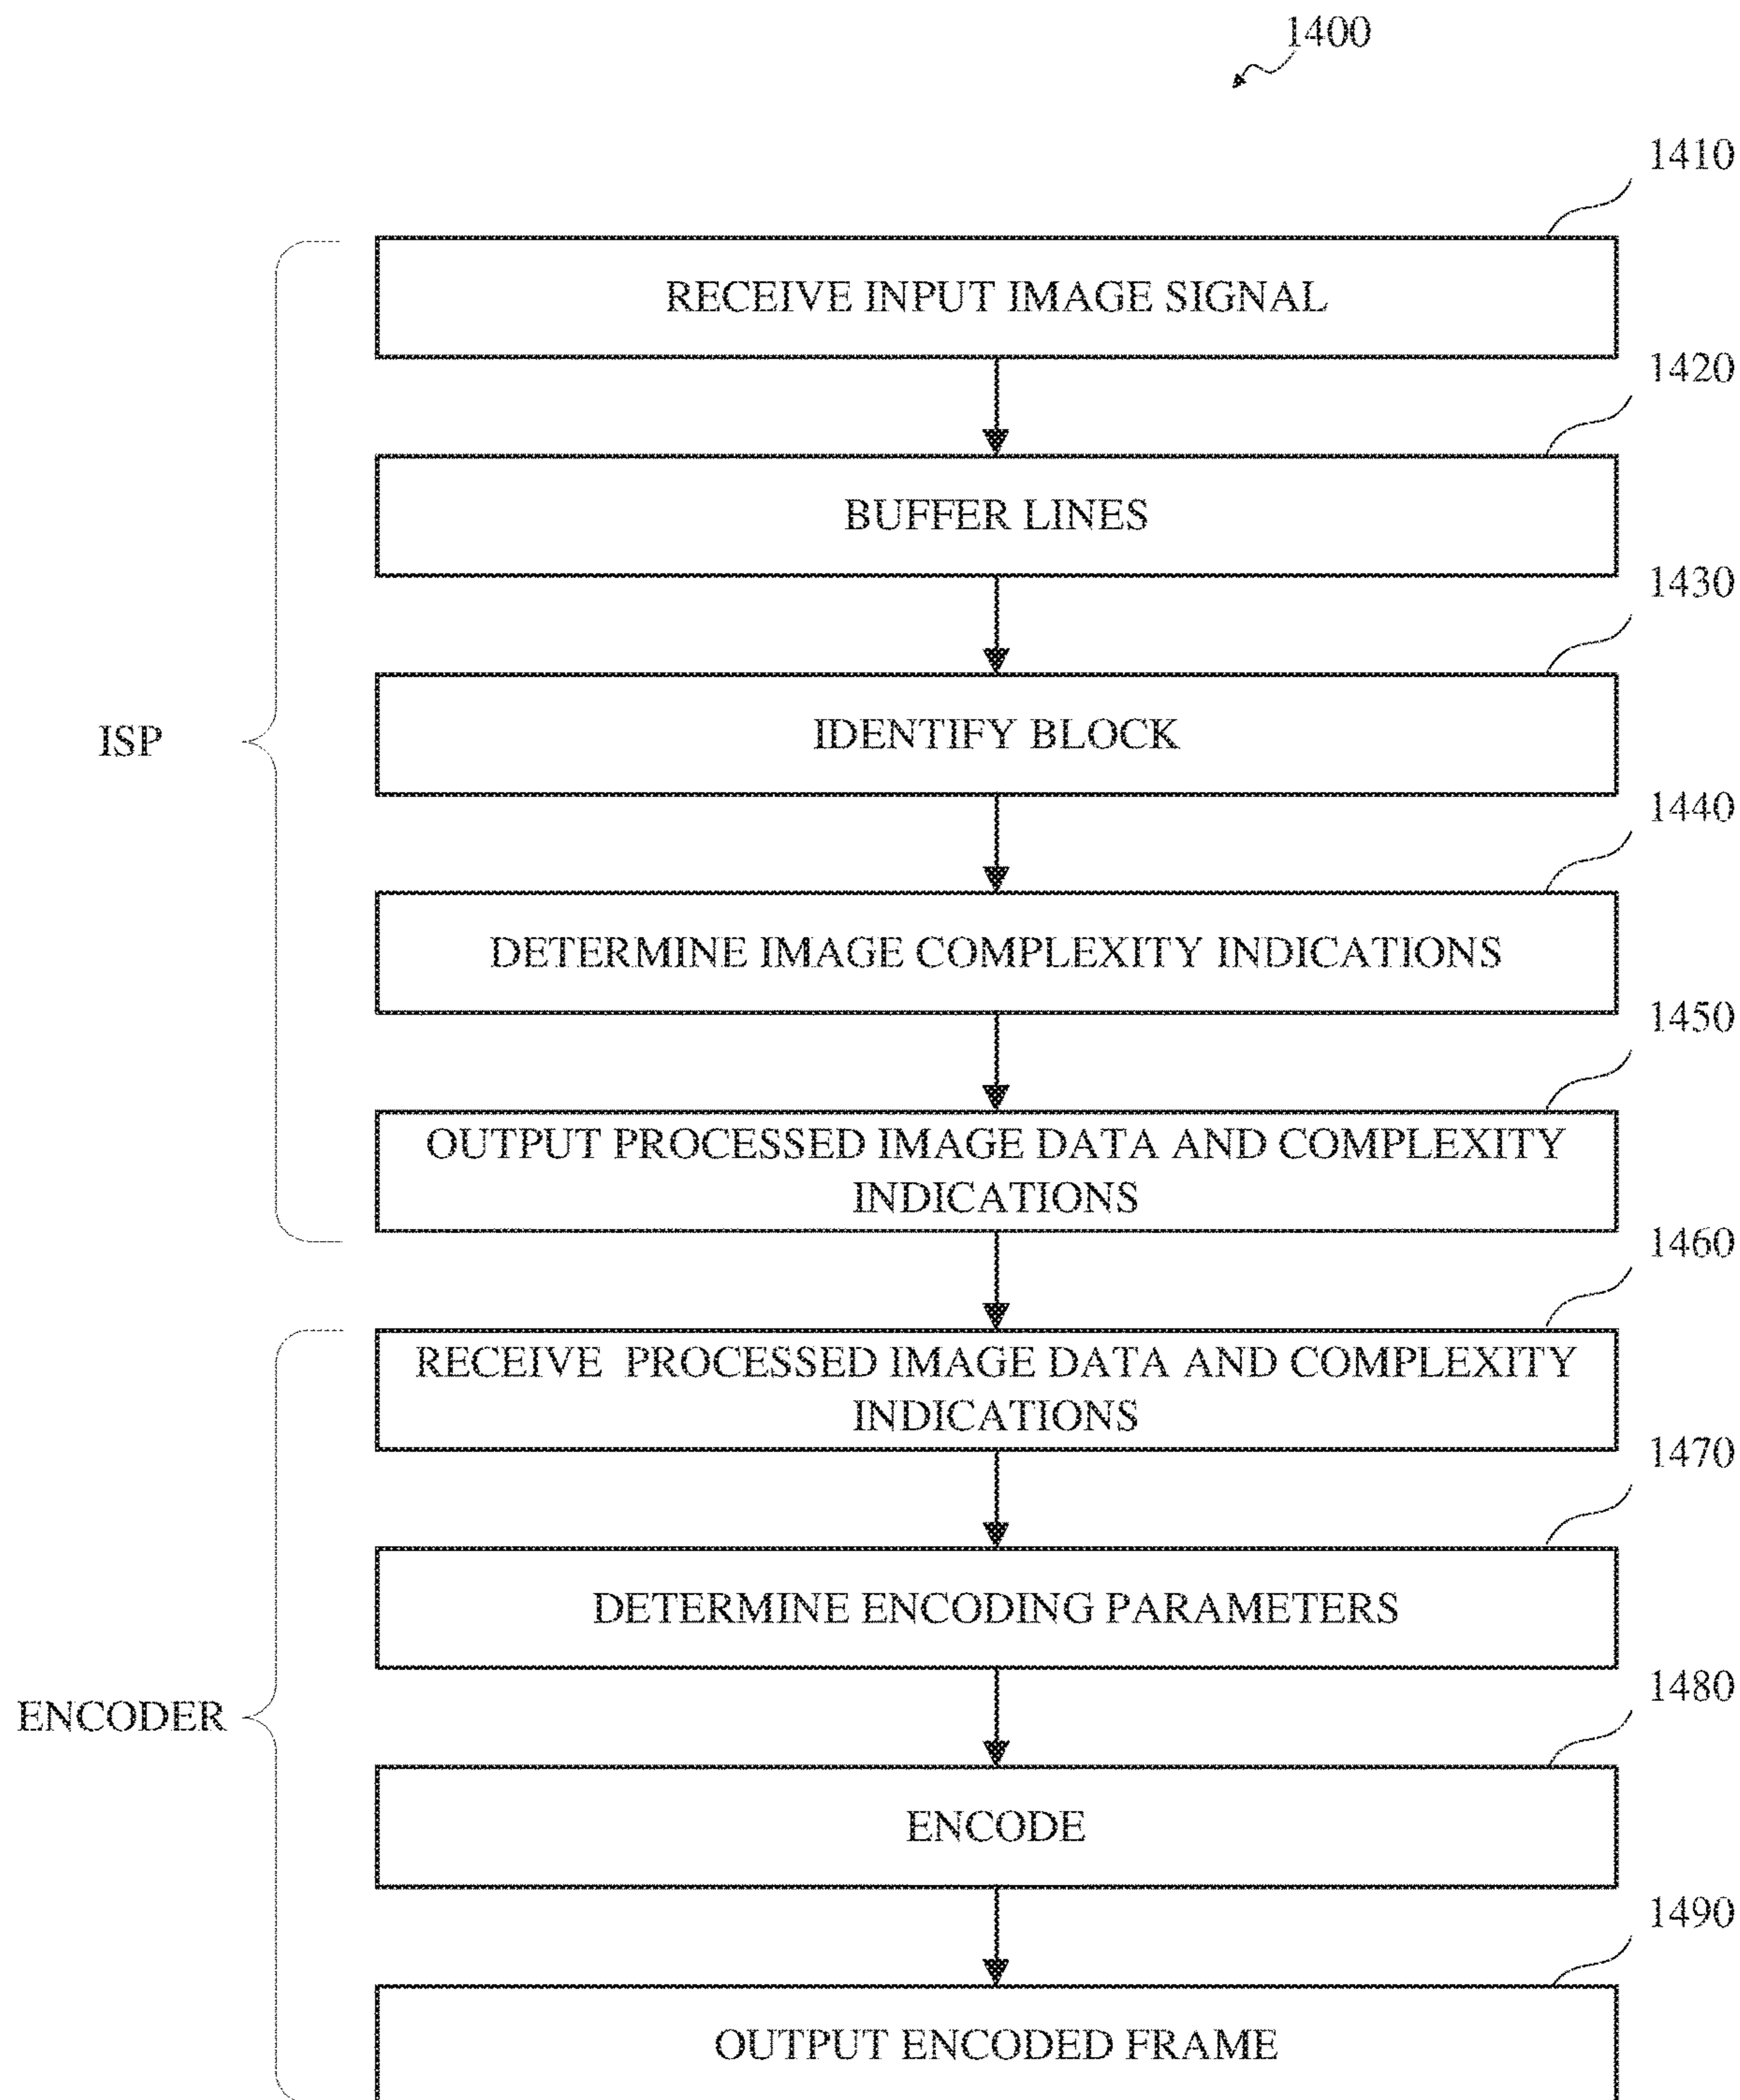 1400
1410
RECEIVE INPUT IMAGE SIGNAL
1420
BUFFER LINES
1430
ISP
IDENTIFY BLOCK
1440
DETERMINE IMAGE COMPLEXITY INDICATIONS
1450
OUTPUT PROCESSED IMAGE DATA AND COMPLEXITY
INDICATIONS
1460
RECEIVE PROCESSED IMAGE DATA AND COMPLEXITY
INDICATIONS
1470
DETERMINE ENCODING PARAMETERS
1480
ENCODER
ENCODE
1490
OUTPUT ENCODED FRAME